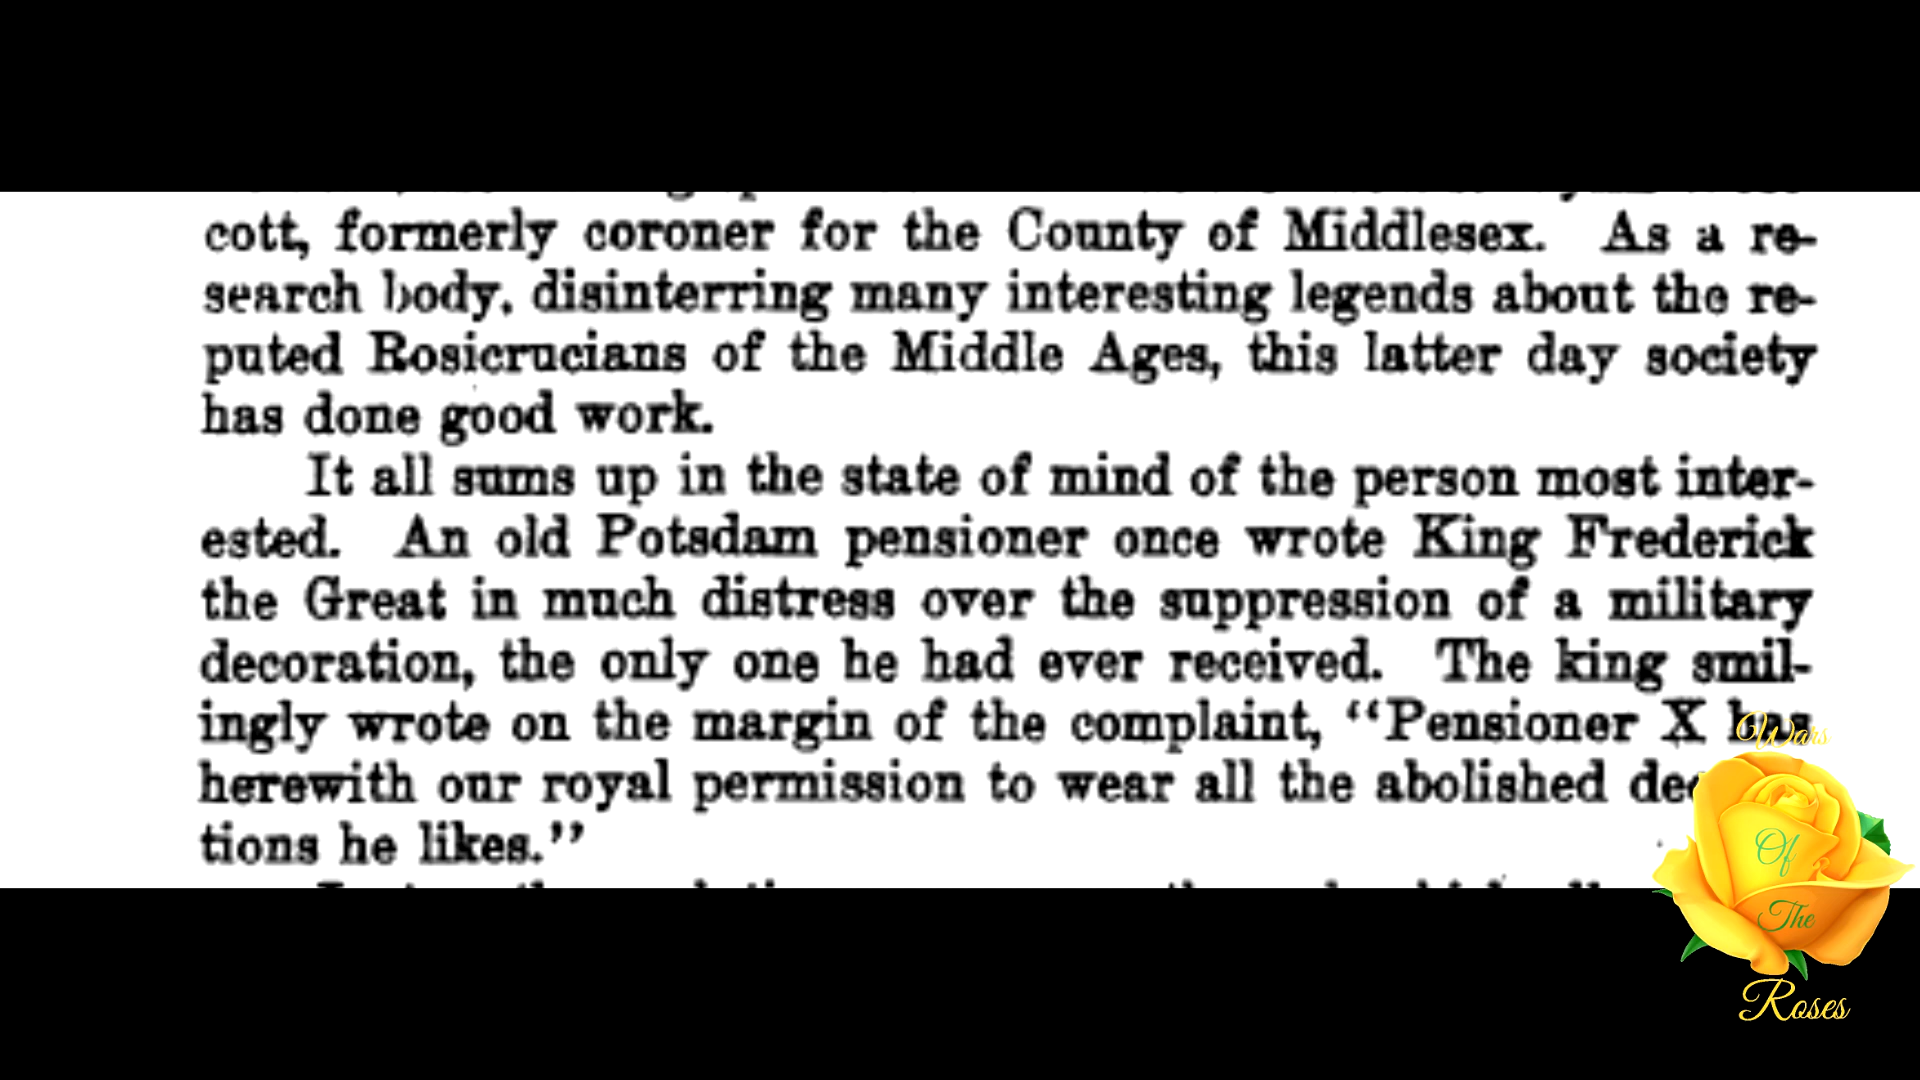 cott, formerly coroner for the County of Middlesex. As a re-
search body, disinterring many interesting legends about the re-
puted Rosicrucians of the Middle Ages, this latter day society
has done good work.
It all sums up in the state of mind of the person most inter-
ested. An old Potsdam pensioner once wrote King Frederick
the Great in much distress over the suppression of a military
decoration, the only one he had ever received. The king smil-
ingly wrote on the margin of the complaint, “Pensioner X has
herewith our royal permission to wear all the abolished
tions he likes.”
Wars
Of
The
Roses